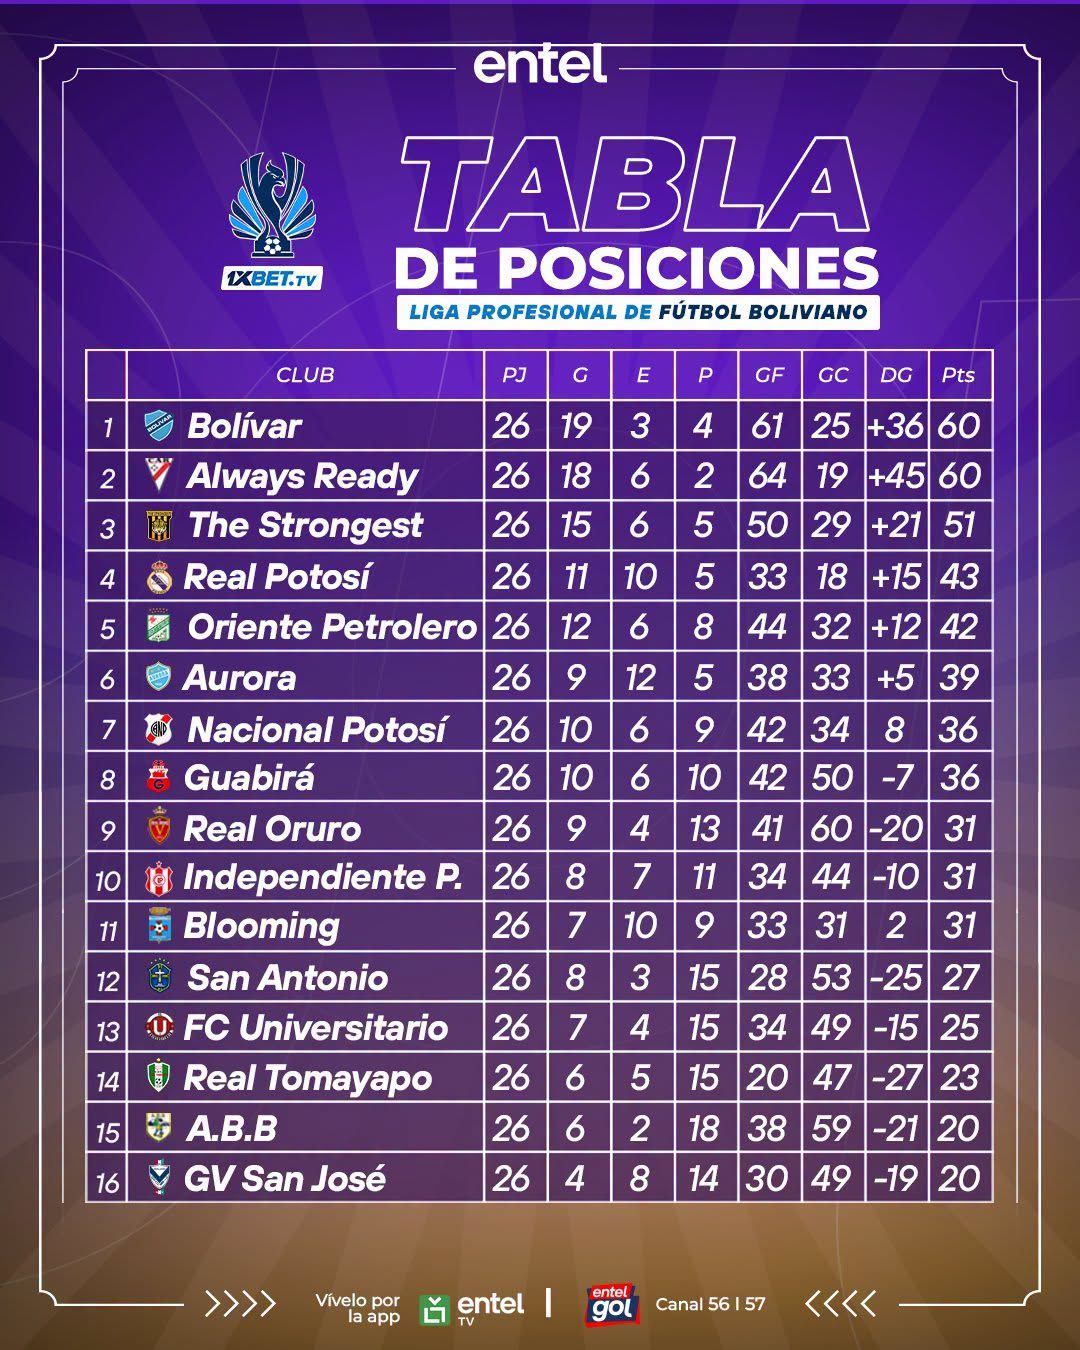 entel
TABLA
DE POSICIONES
1XBET.TV
LIGA PROFESIONAL DE FÚTBOL BOLIVIANO
CLUB PJ G E P GF GC DG Pts
1 Bolívar 26 19 3 4 61 25 +36 60
2 Always Ready 26 18 6 2 64 19 +45 60
3 The Strongest 26 15 6 5 50 29 +21 51
4 Real Potosí 26 11 10 5 33 18 +15 43
5 Oriente Petrolero 26 12 6 8 44 32 +12 42
6 Aurora 26 9 12 5 38 33 +5 39
7 Nacional Potosí 26 10 6 9 42 34 8 36
8 Guabirá 26 10 6 10 42 50 -7 36
9 Real Oruro 26 9 4 13 41 60 -20 31
10 Independiente P. 26 8 7 11 34 44 -10 31
11 Blooming 26 7 10 9 33 31 2 31
12 San Antonio 26 8 3 15 28 53 -25 27
13 FC Universitario 26 7 4 15 34 49 -15 25
14 Real Tomayapo 26 6 5 15 20 47 -27 23
15 A.B.B 26 6 2 18 38 59 -21 20
16 GV San José 26 4 8 14 30 49 -19 20
Vívelo por
la app
entel
TV
entel
gol
Canal 56 | 57